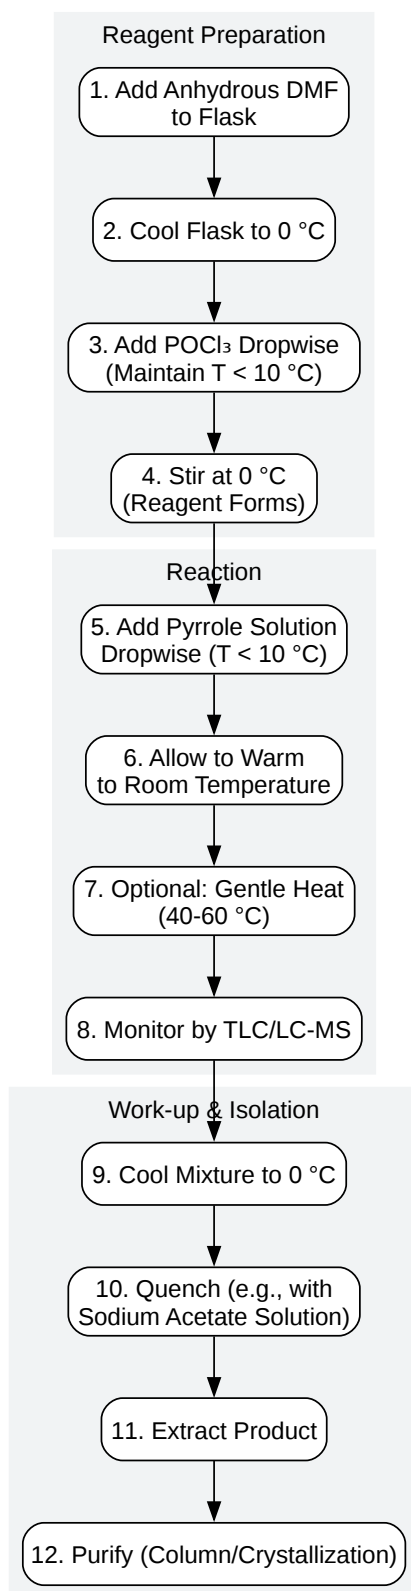 Reagent Preparation
1. Add Anhydrous DMF
to Flask
2. Cool Flask to 0 °C
3. Add POCl₃ Dropwise
(Maintain T < 10 °C)
4. Stir at 0 °C
(Reagent Forms)
Reaction
5. Add Pyrrole Solution
Dropwise (T < 10 °C)
6. Allow to Warm
to Room Temperature
7. Optional: Gentle Heat
(40-60 °C)
8. Monitor by TLC/LC-MS
Work-up & Isolation
9. Cool Mixture to 0 °C
10. Quench (e.g., with
Sodium Acetate Solution)
11. Extract Product
12. Purify (Column/Crystallization)